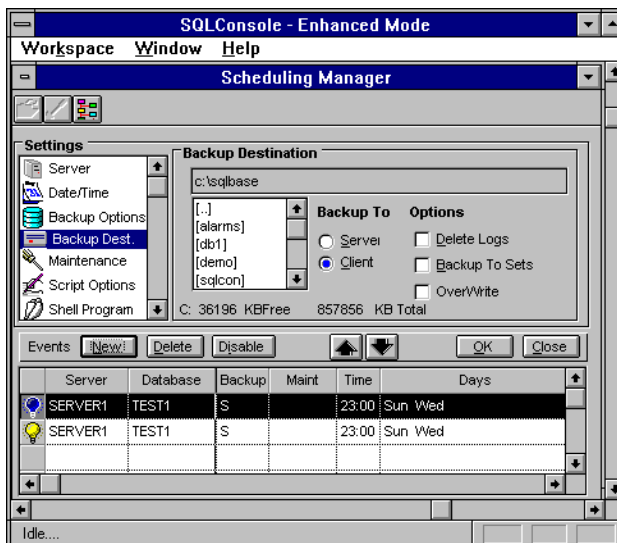 SQLConsole - Enhanced Mode
Workspace Window Help
Scheduling Manager
Settings
Server
Date/Time
Backup Options
Backup Dest.
Maintenance
Script Options
Shell Program
Backup Destination
c:\sqlbase
[..]
[alarms]
[db1]
[demo]
[sqlcon]
Backup To
Server
Client
Options
Delete Logs
Backup To Sets
OverWrite
C: 36196 KBFree 857856 KB Total
Events New! Delete Disable OK Close
Server Database Backup Maint Time Days
SERVER1 TEST1 S 23:00 Sun Wed
SERVER1 TEST1 S 23:00 Sun Wed
Idle....